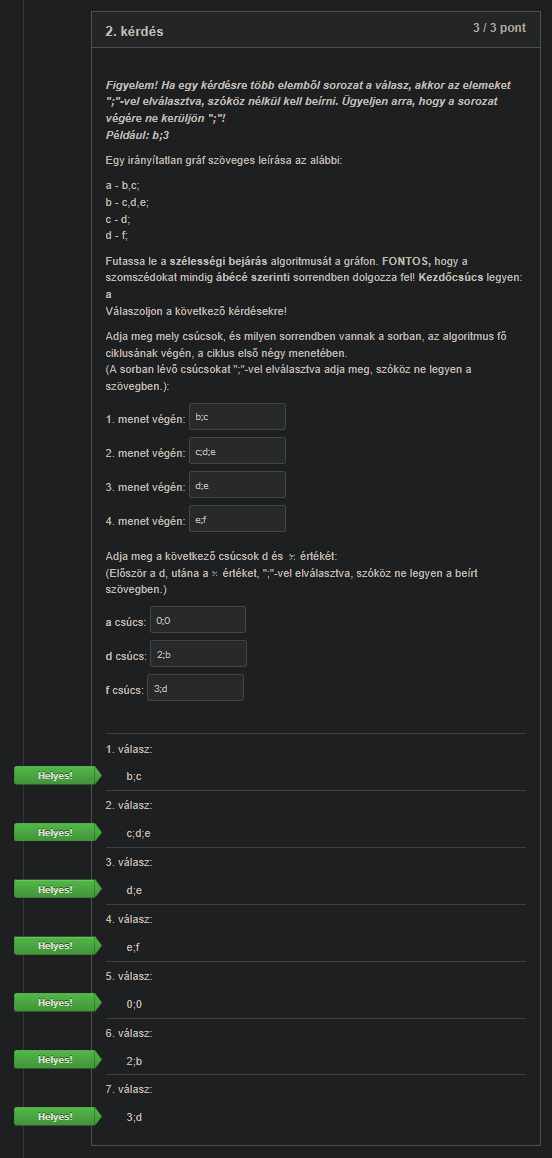 2. kérdés
3 / 3 pont
Figyelem! Ha egy kérdésre több elemből sorozat a válasz, akkor az elemeket
";"-vel elválasztva, szóköz nélkül kell beírni. Ügyeljen arra, hogy a sorozat
végére ne kerüljön ";"!
Például: b;3
Egy irányítatlan gráf szöveges leírása az alábbi:
a - b,c;
b - c,d,e;
c - d;
d - f;
Futassa le a szélességi bejárás algoritmusát a gráfon. FONTOS, hogy a
szomszédokat mindig ábécé szerinti sorrendben dolgozza fel! Kezdőcsúcs legyen:
a
Válaszoljon a következő kérdésekre!
Adja meg mely csúcsok, és milyen sorrendben vannak a sorban, az algoritmus fő
ciklusának végén, a ciklus első négy menetében.
(A sorban lévő csúcsokat ";"-vel elválasztva adja meg, szóköz ne legyen a
szövegben.):
1. menet végén: b;c
2. menet végén: c;d;e
3. menet végén: d;e
4. menet végén: e;f
Adja meg a következő csúcsok d és π értékét:
(Először a d, utána a π értéket, ";"-vel elválasztva, szóköz ne legyen a beírt
szövegben.)
a csúcs: 0;0
d csúcs: 2;b
f csúcs: 3;d
1. válasz:
Helyes!
b;c
2. válasz:
Helyes!
c;d;e
3. válasz:
Helyes!
d;e
4. válasz:
Helyes!
e;f
5. válasz:
Helyes!
0;0
6. válasz:
Helyes!
2;b
7. válasz:
Helyes!
3;d